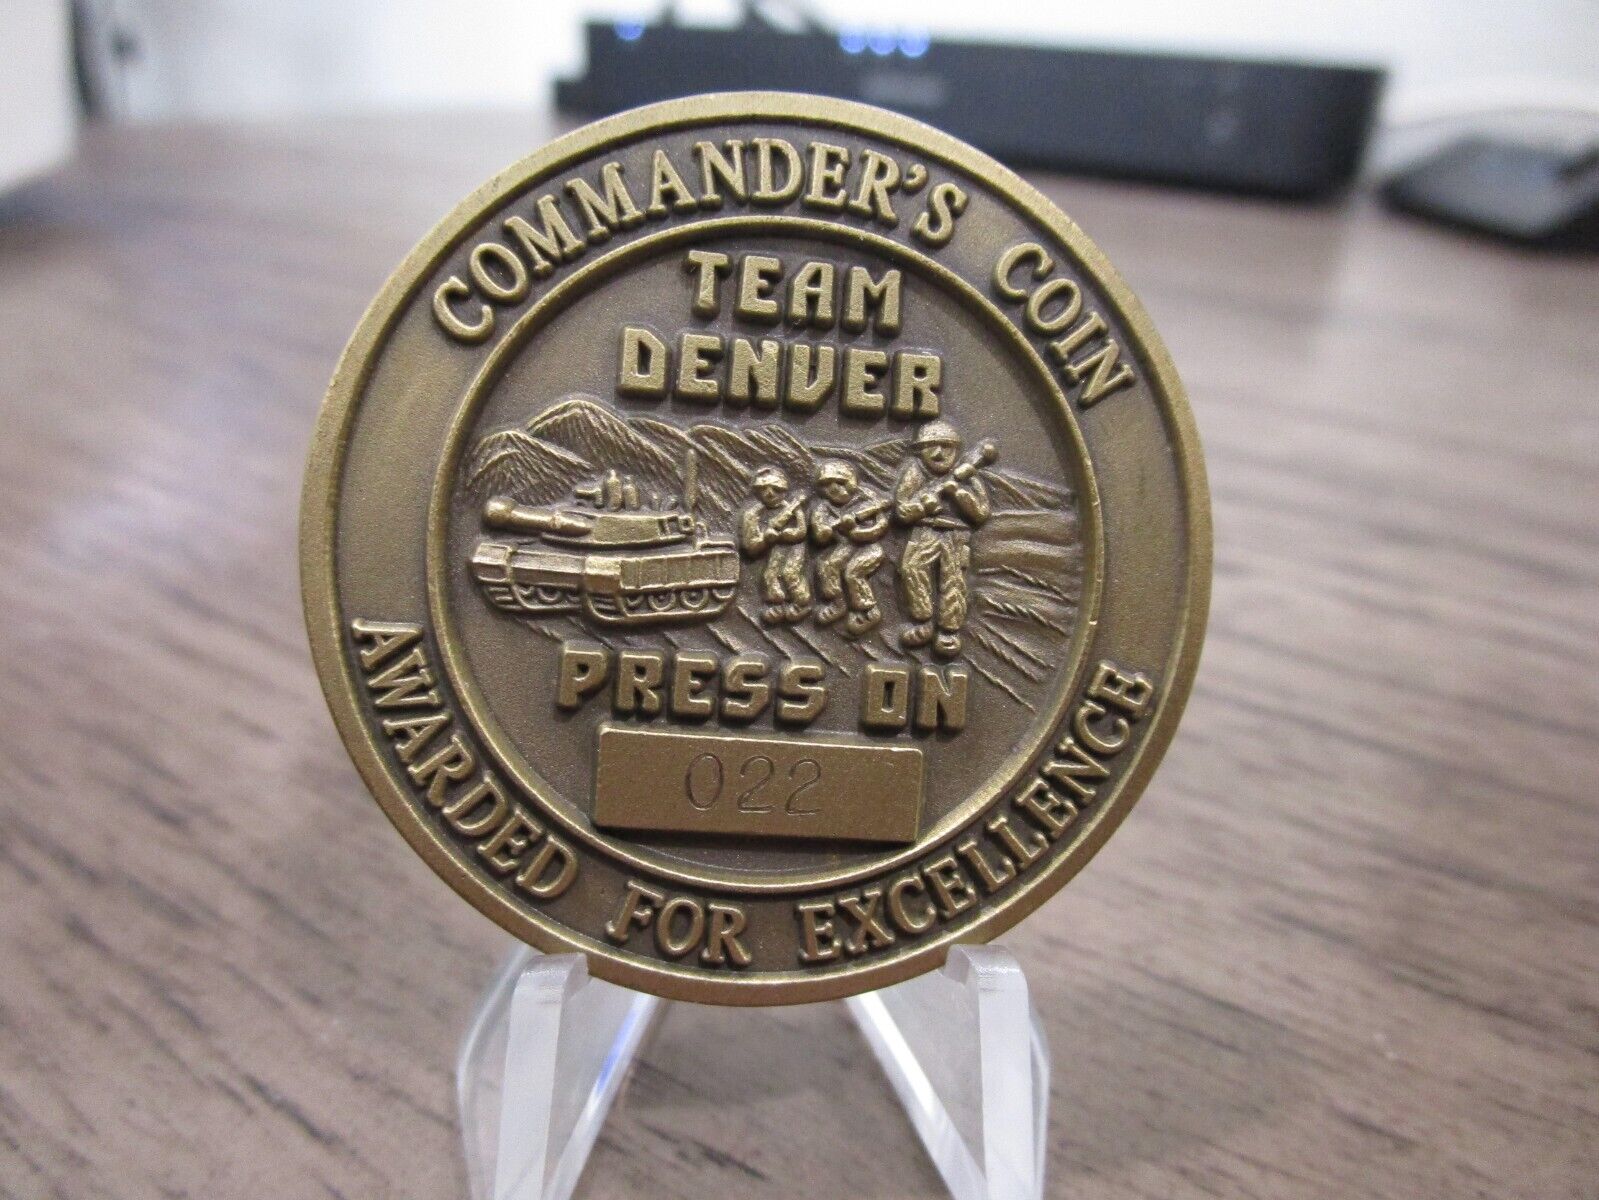 COMMANDER'S COIN
TEAM
DENVER
PRESS ON
022
AWARDED FOR EXCELLENCE